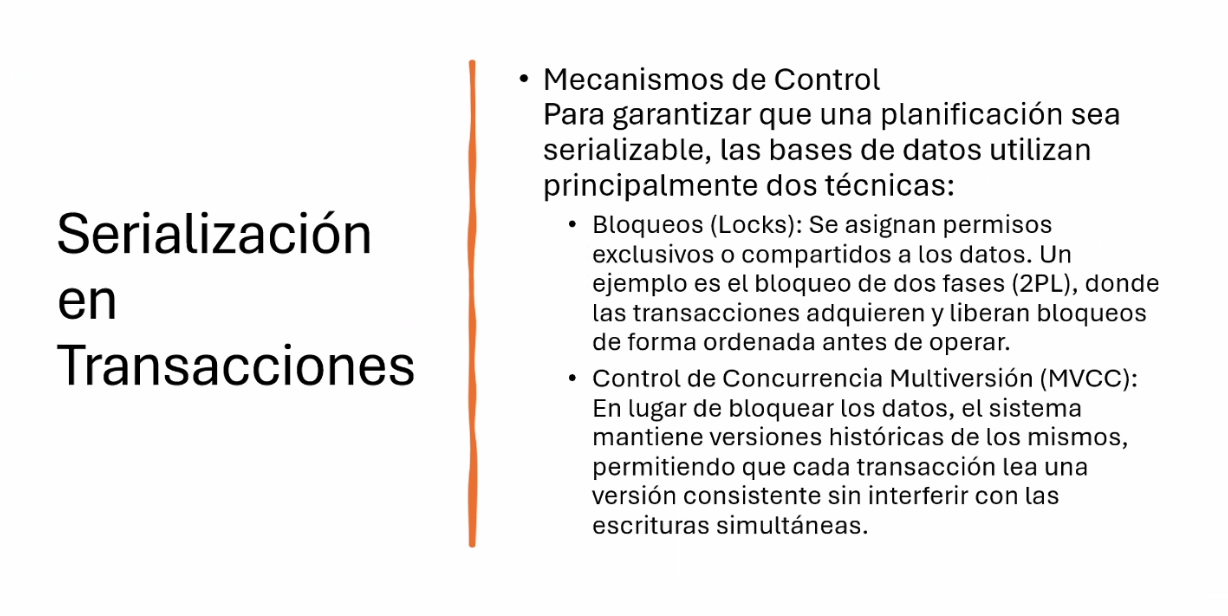 Serialización
en
Transacciones
• Mecanismos de Control
Para garantizar que una planificación sea
serializable, las bases de datos utilizan
principalmente dos técnicas:
• Bloqueos (Locks): Se asignan permisos
exclusivos o compartidos a los datos. Un
ejemplo es el bloqueo de dos fases (2PL), donde
las transacciones adquieren y liberan bloqueos
de forma ordenada antes de operar.
• Control de Concurrencia Multiversión (MVCC):
En lugar de bloquear los datos, el sistema
mantiene versiones históricas de los mismos,
permitiendo que cada transacción lea una
versión consistente sin interferir con las
escrituras simultáneas.